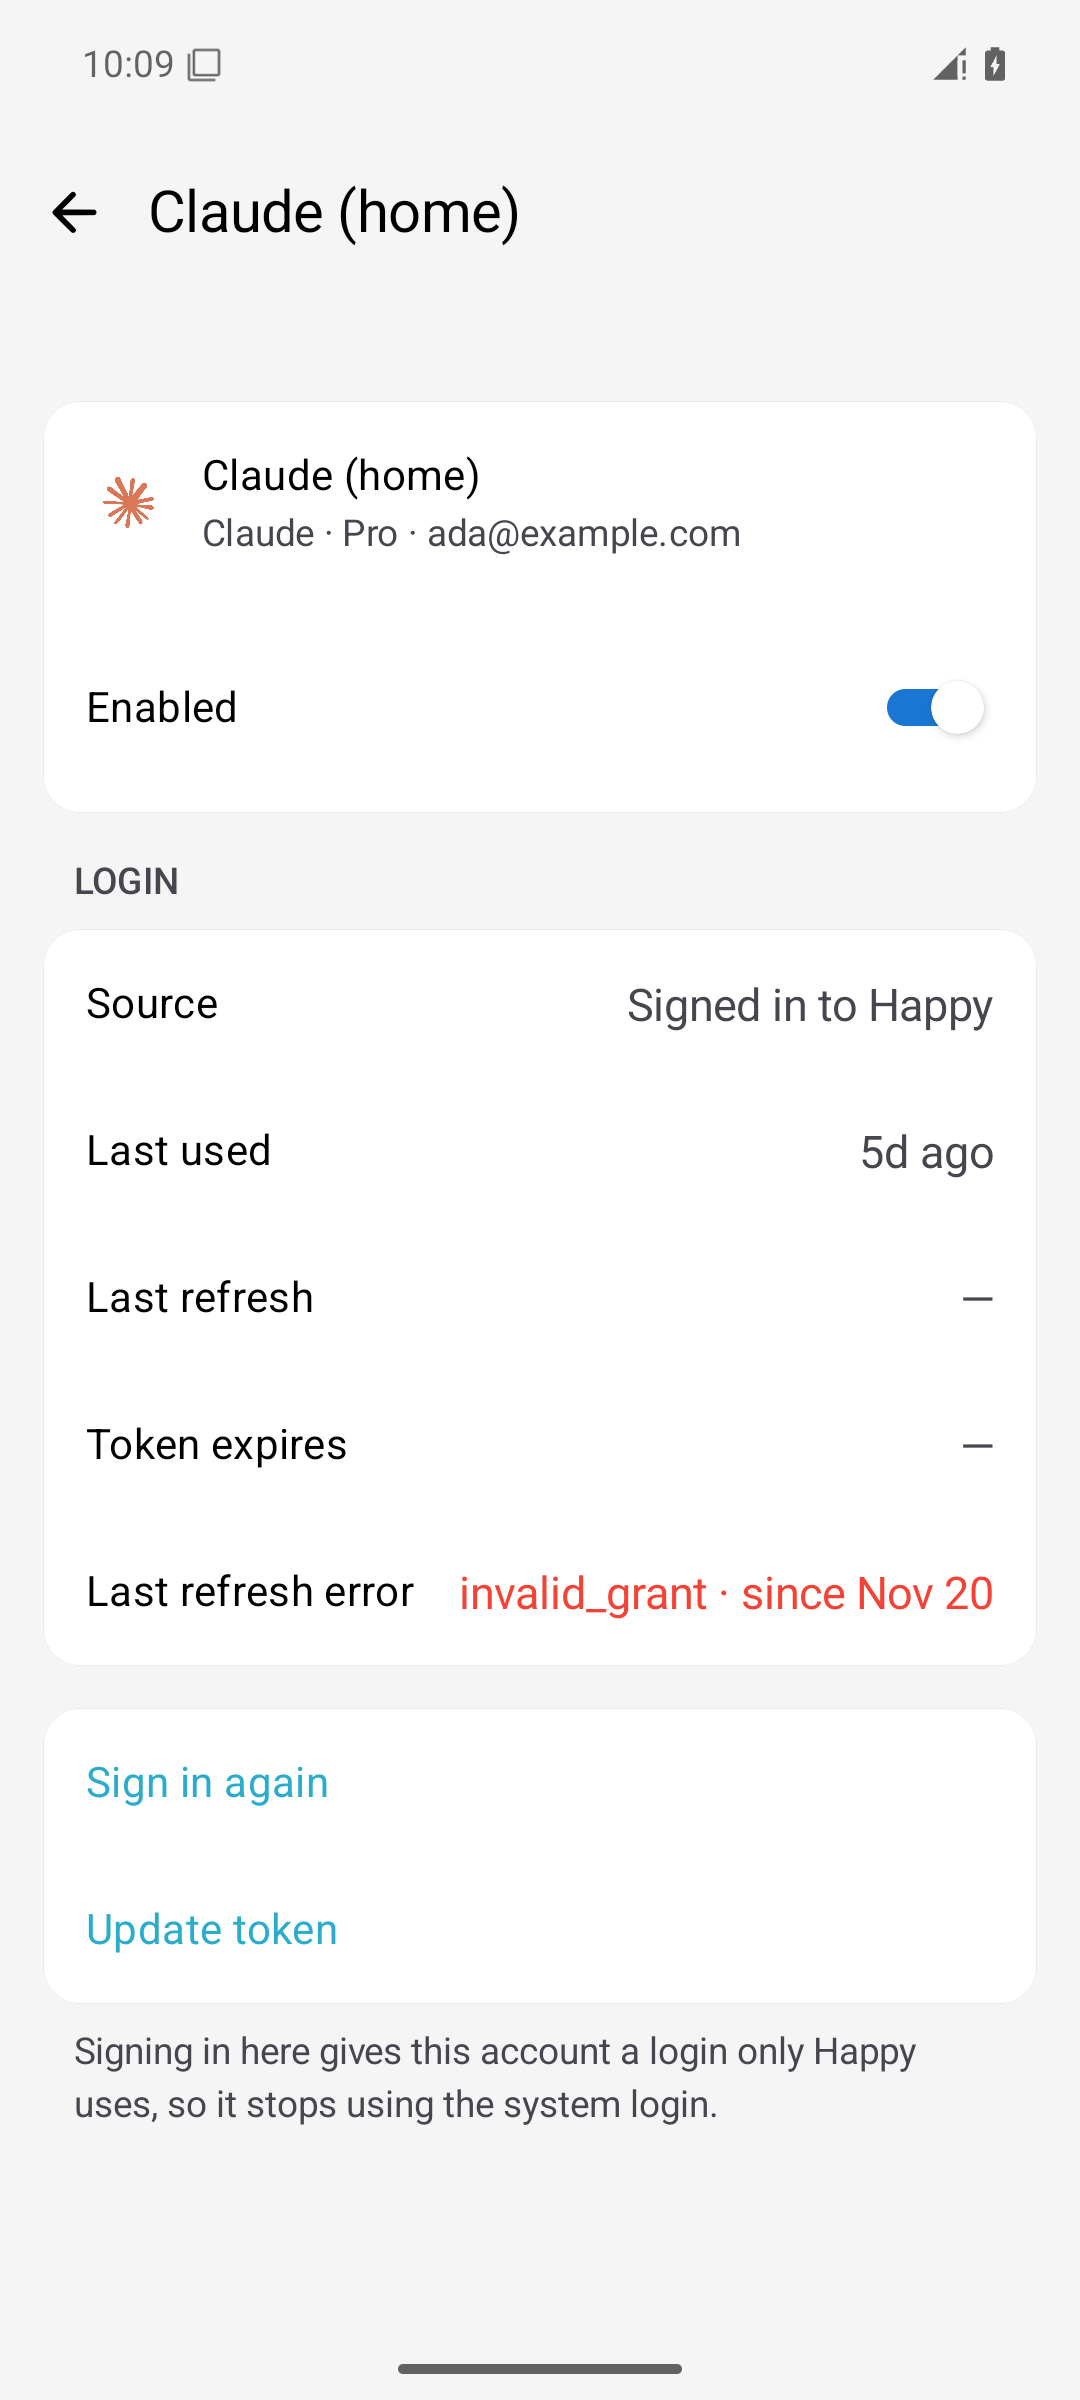 10:09
Claude (home)
Claude (home)
Claude · Pro · ada@example.com
Enabled
LOGIN
Source Signed in to Happy
Last used 5d ago
Last refresh —
Token expires —
Last refresh error invalid_grant · since Nov 20
Sign in again
Update token
Signing in here gives this account a login only Happy
uses, so it stops using the system login.